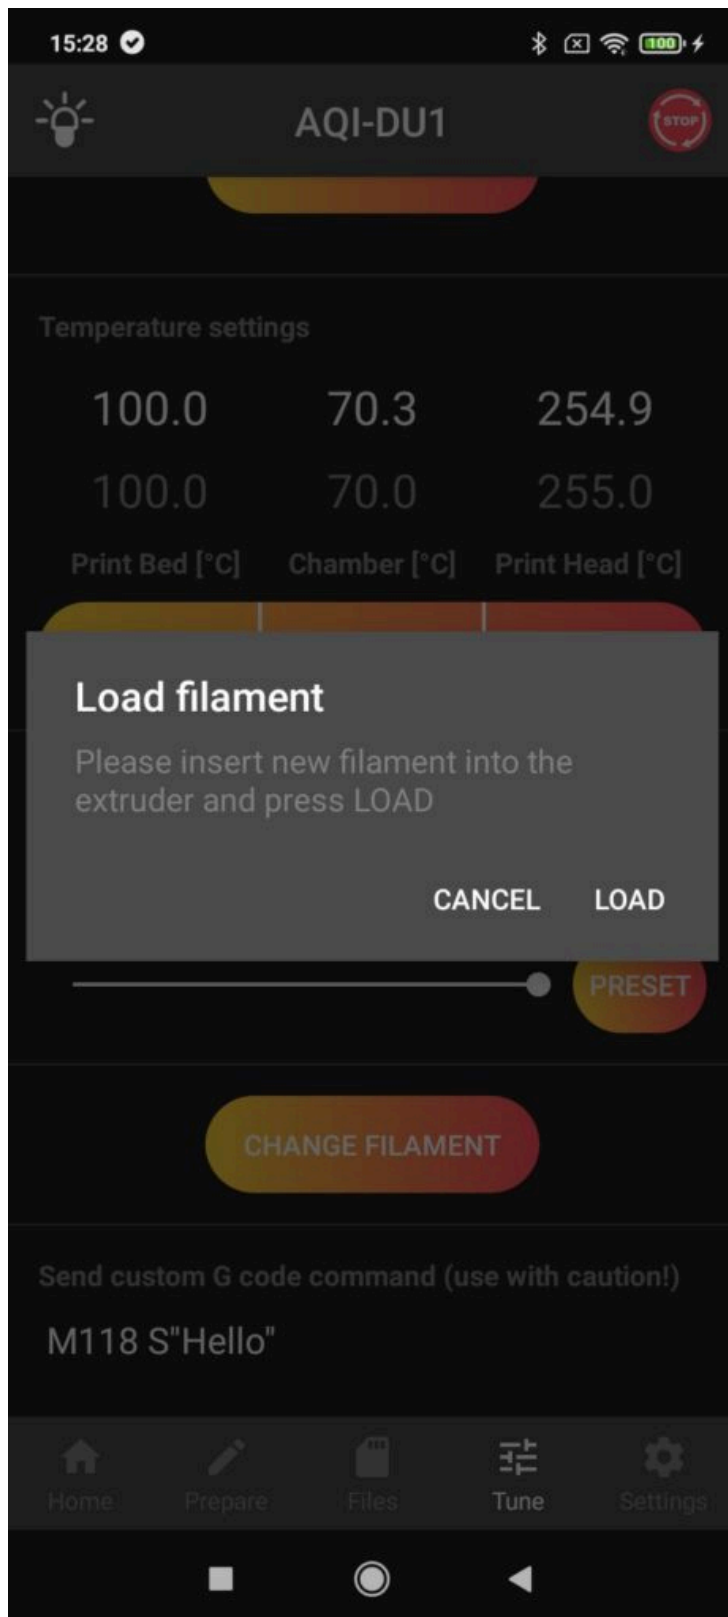 15:28
100
AQI-DU1
STOP
Temperature settings
100.0 70.3 254.9
100.0 70.0 255.0
Print Bed [°C] Chamber [°C] Print Head [°C]
Load filament
Please insert new filament into the
extruder and press LOAD
CANCEL LOAD
PRESET
CHANGE FILAMENT
Send custom G code command (use with caution!)
M118 S"Hello"
Home Prepare Files Tune Settings